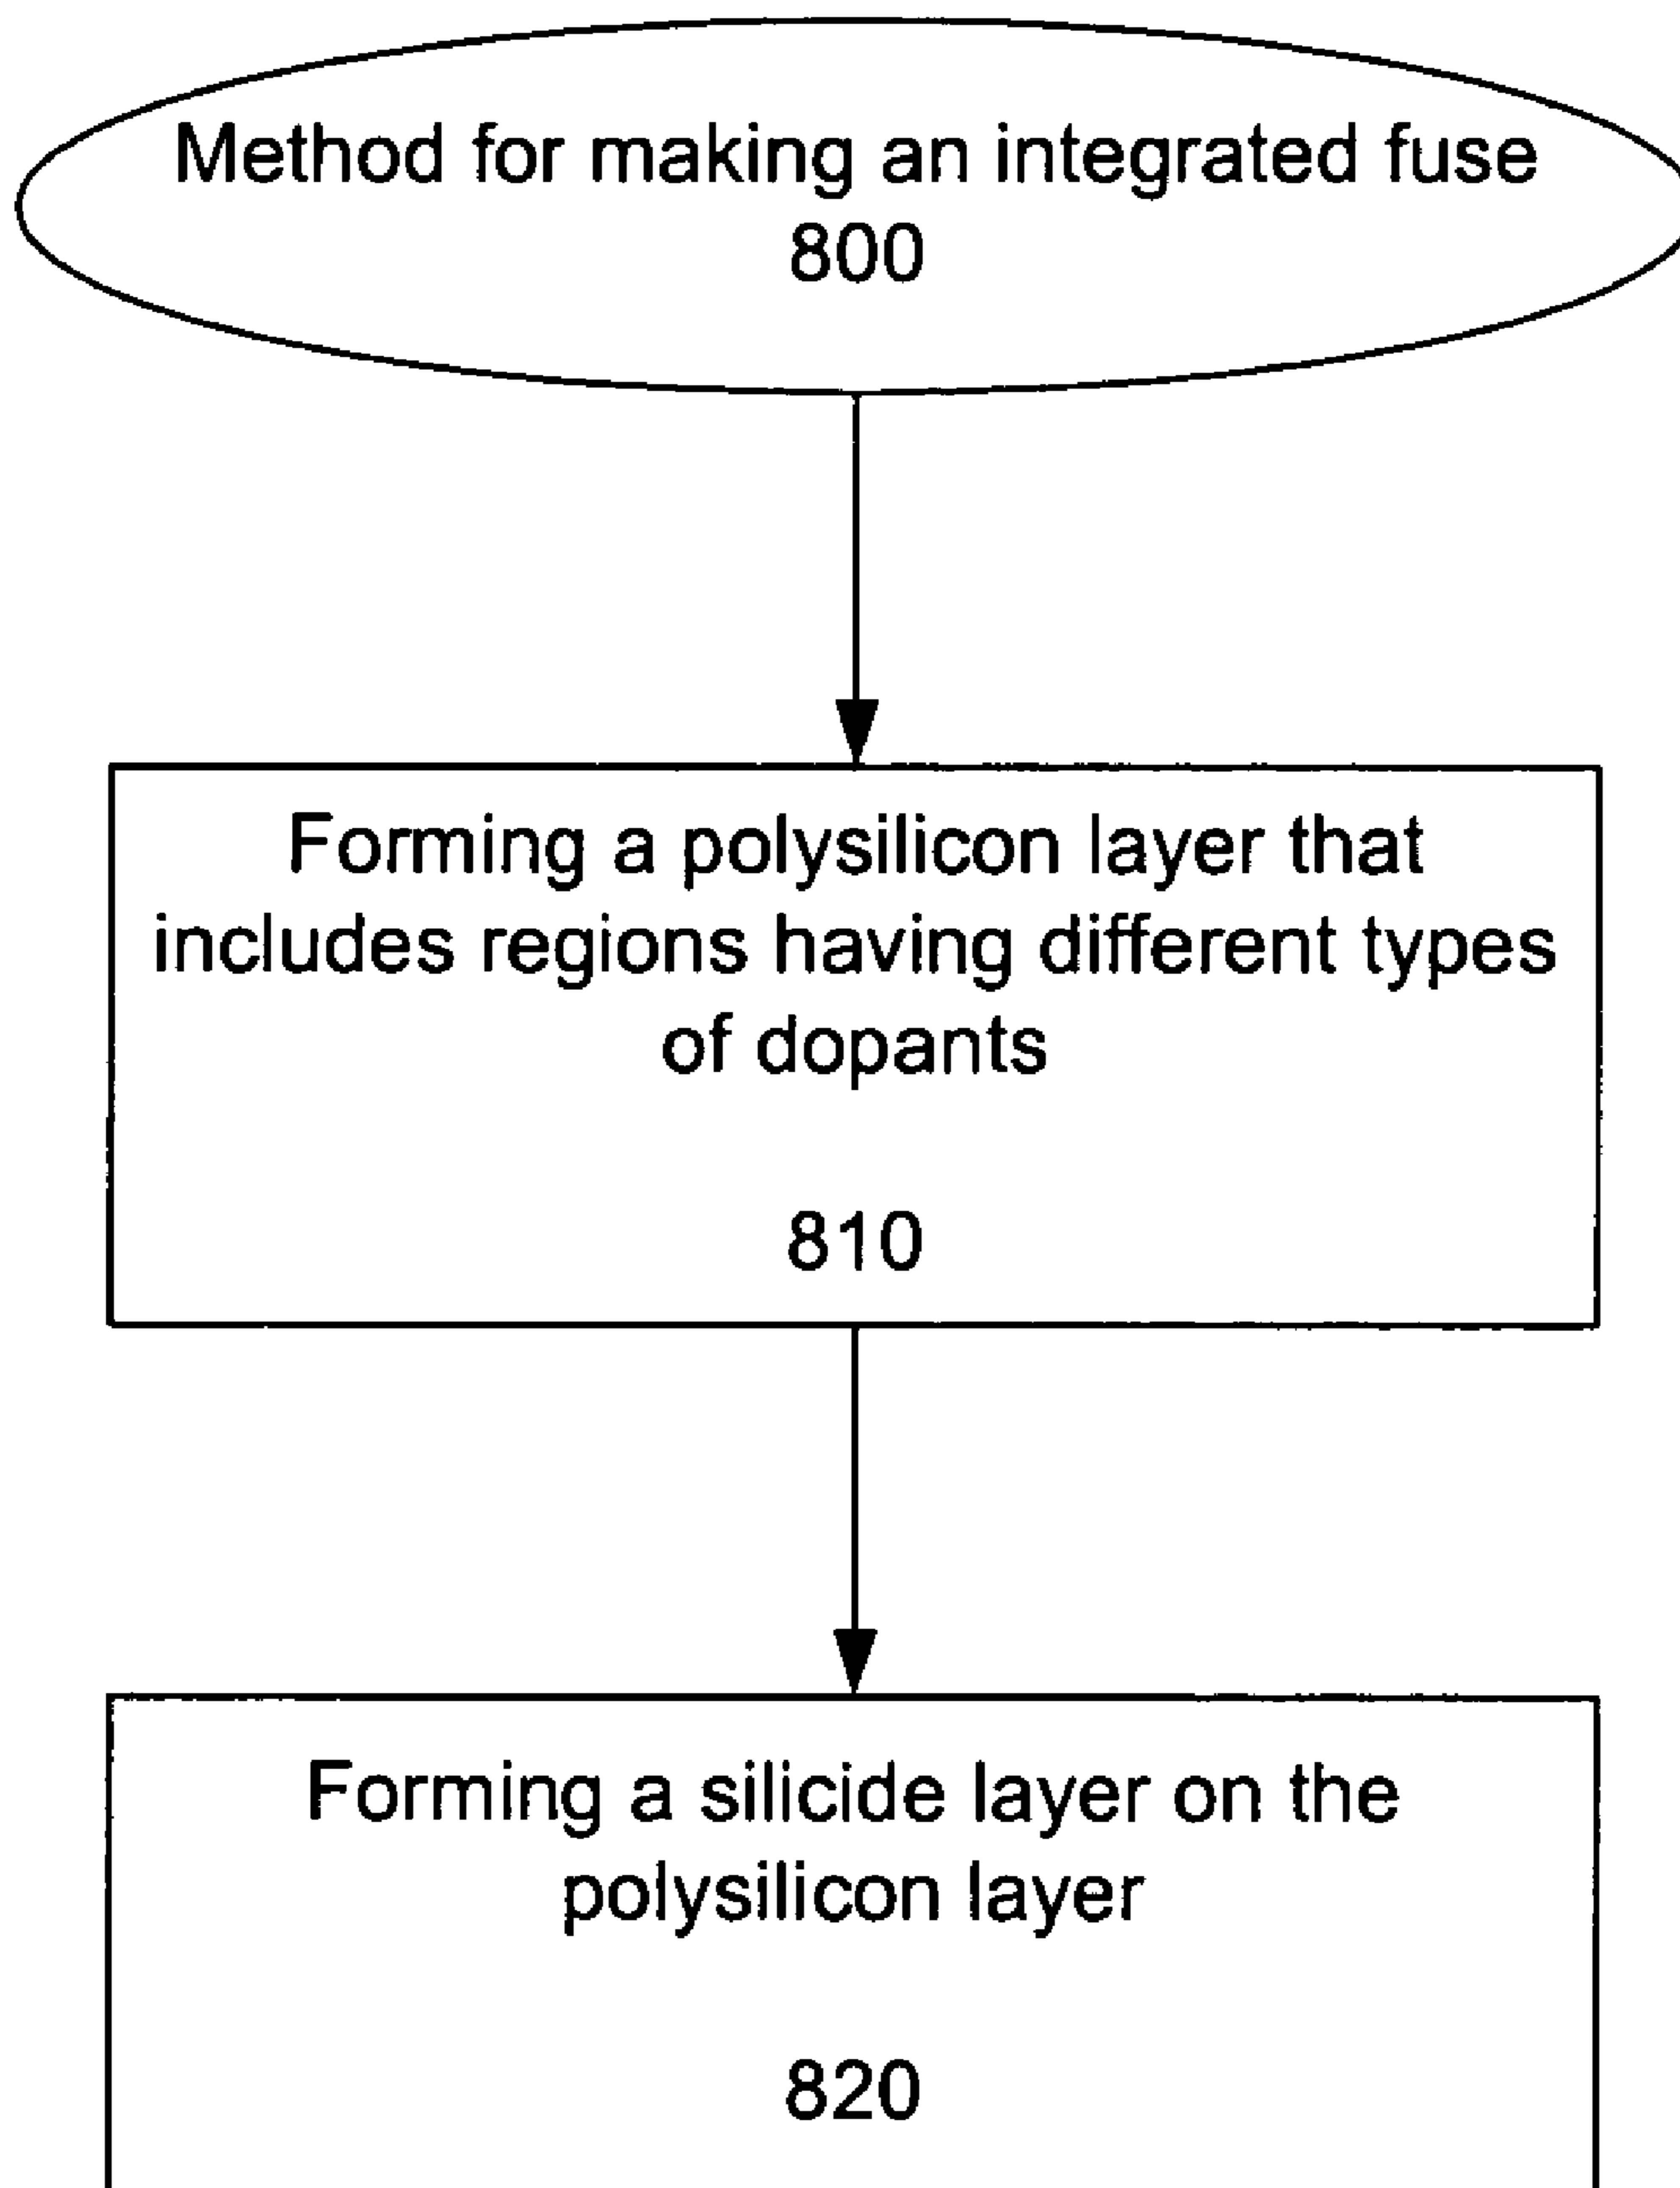 Method for making an integrated fuse
800
Forming a polysilicon layer that
includes regions having different types
of dopants
810
Forming a silicide layer on the
polysilicon layer
820